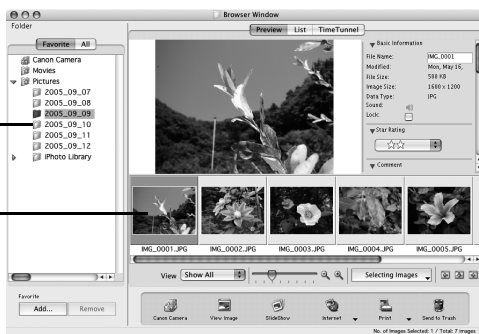 Browser Window
Folder
Favorite All
Canon Camera
Movies
Pictures
2005_09_07
2005_09_08
2005_09_09
2005_09_10
2005_09_11
2005_09_12
iPhoto Library
Preview List TimeTunnel
Basic Information
File Name: IMG_0001
Modified: Mon, May 16,
File Size: 500 KB
Image Size: 1600 x 1200
Data Type: JPG
Sound:
Lock:
Star Rating
Comment
IMG_0001.JPG IMG_0002.JPG IMG_0003.JPG IMG_0004.JPG IMG_0005.JPG
View Show All Selecting Images
Favorite
Add... Remove
Canon Camera View Image SlideShow Internet Print Send to Trash
No. of Images Selected: 1 / Total: 7 images